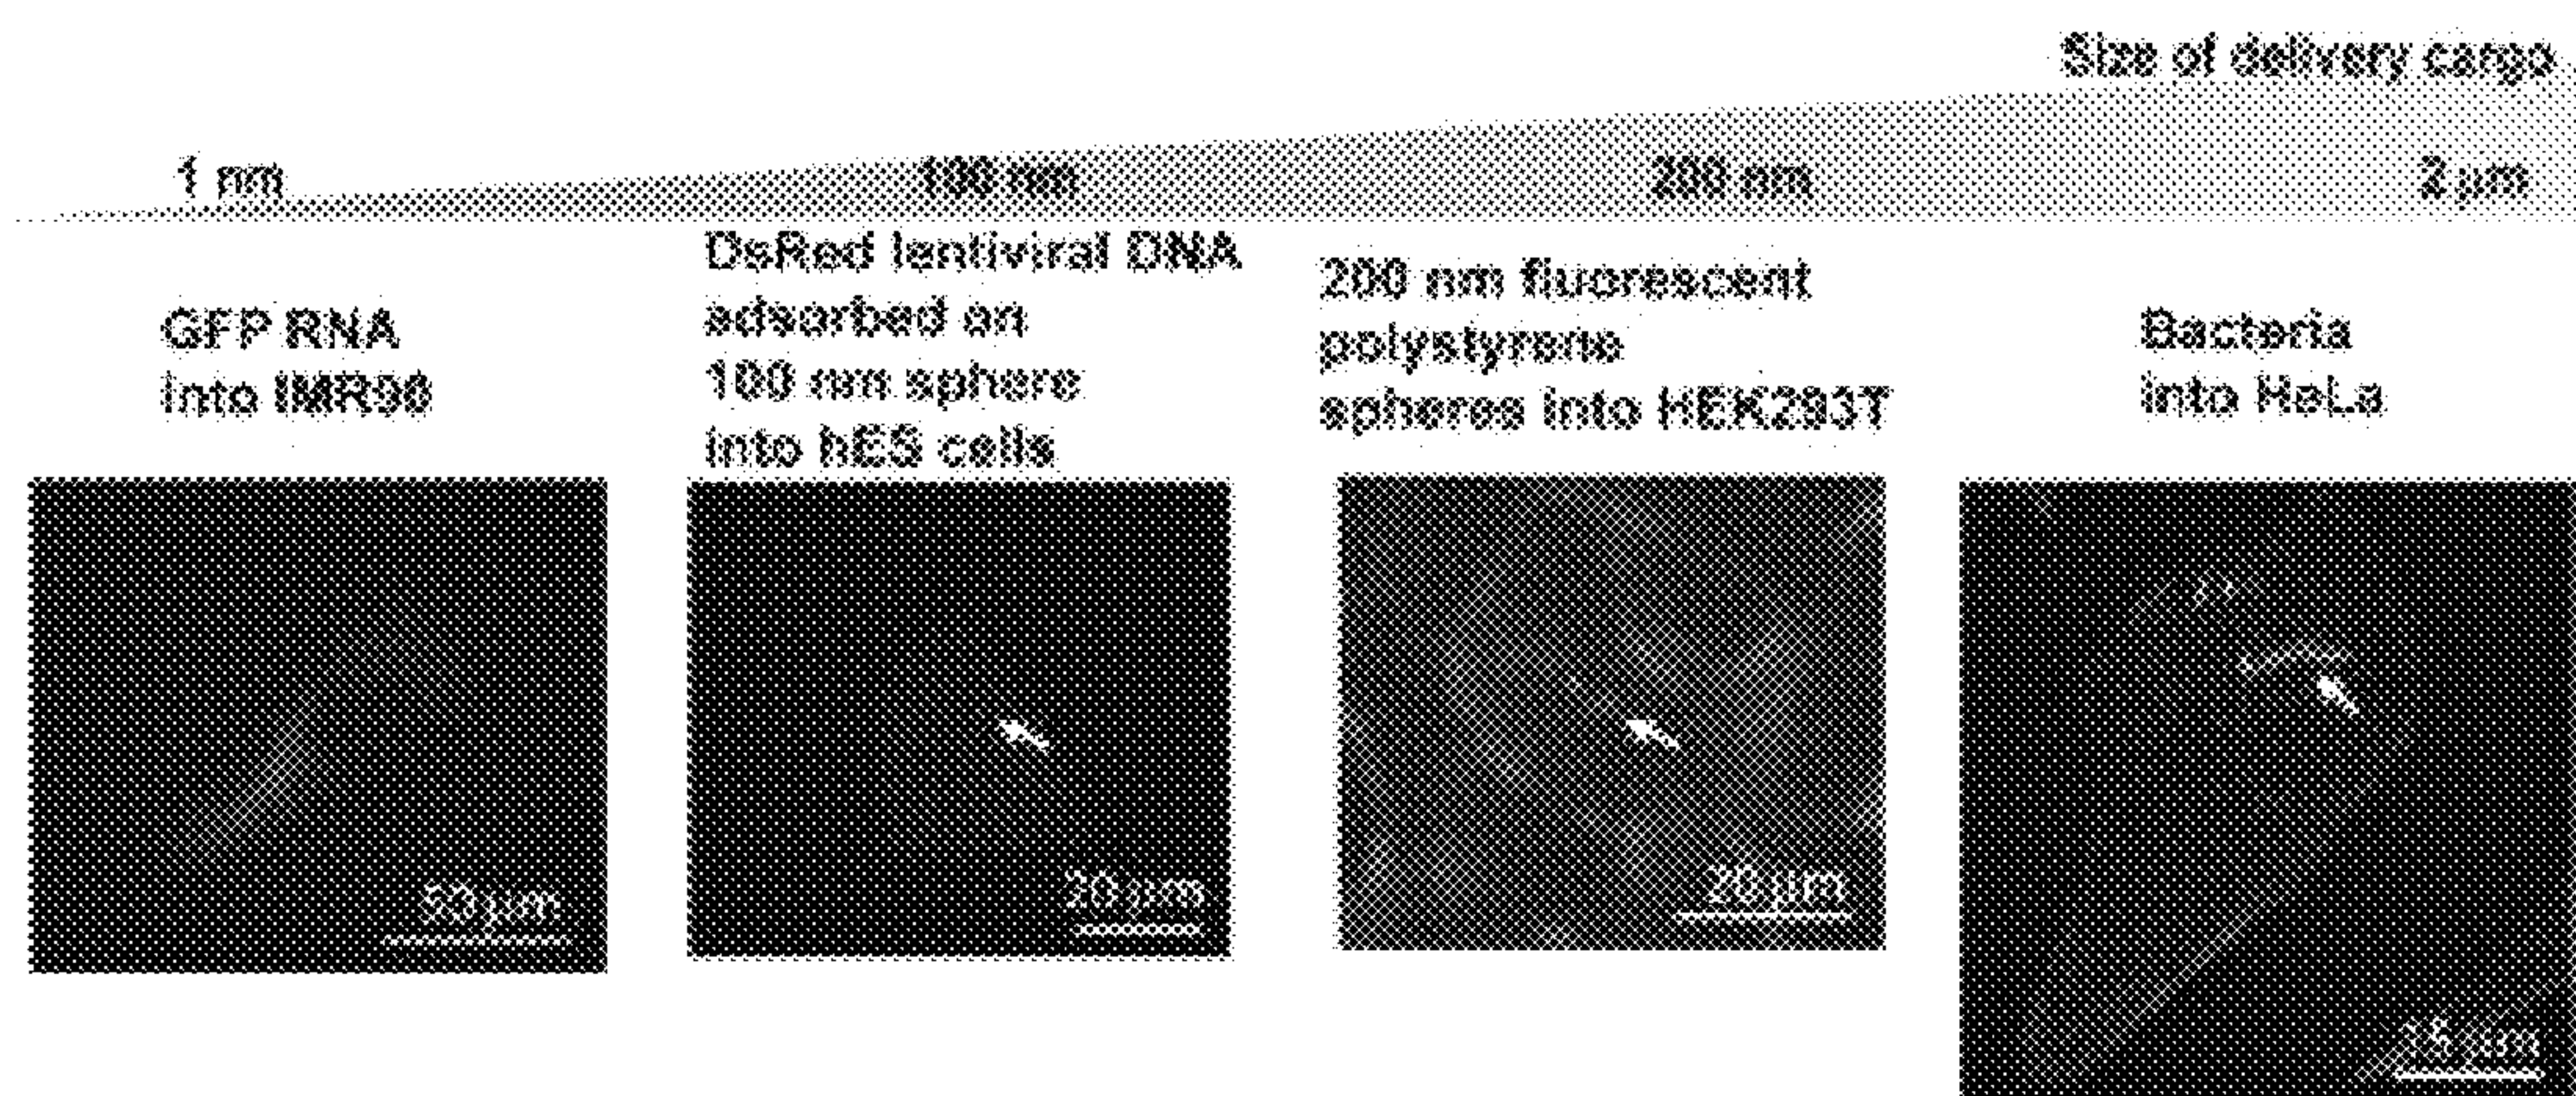 Size of delivery cargo
1 nm
100 nm
200 nm
2 µm
GFP RNA
into IMR90
DsRed lentiviral DNA
adsorbed on
100 nm sphere
into hES cells
200 nm fluorescent
polystyrene
spheres into HEK293T
Bacteria
into HeLa
50 µm
20 µm
20 µm
15 µm